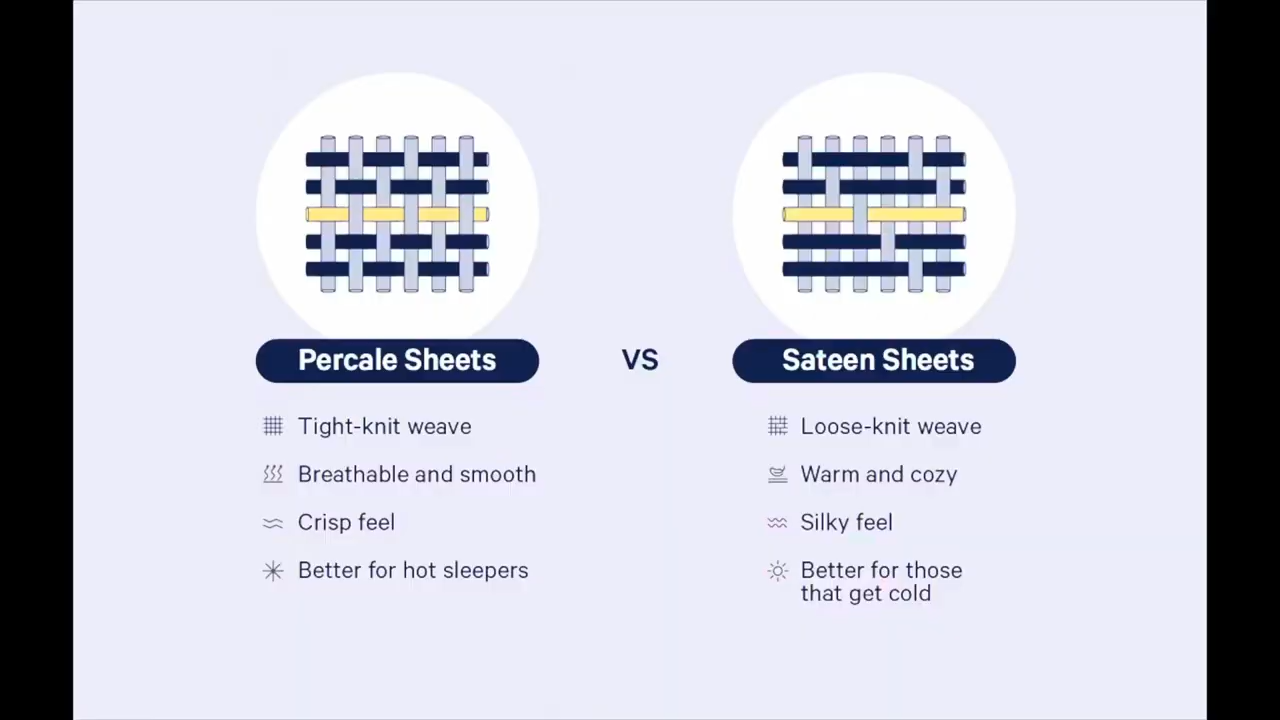 Percale Sheets
VS
Sateen Sheets
Tight-knit weave
Breathable and smooth
Crisp feel
Better for hot sleepers
Loose-knit weave
Warm and cozy
Silky feel
Better for those
that get cold